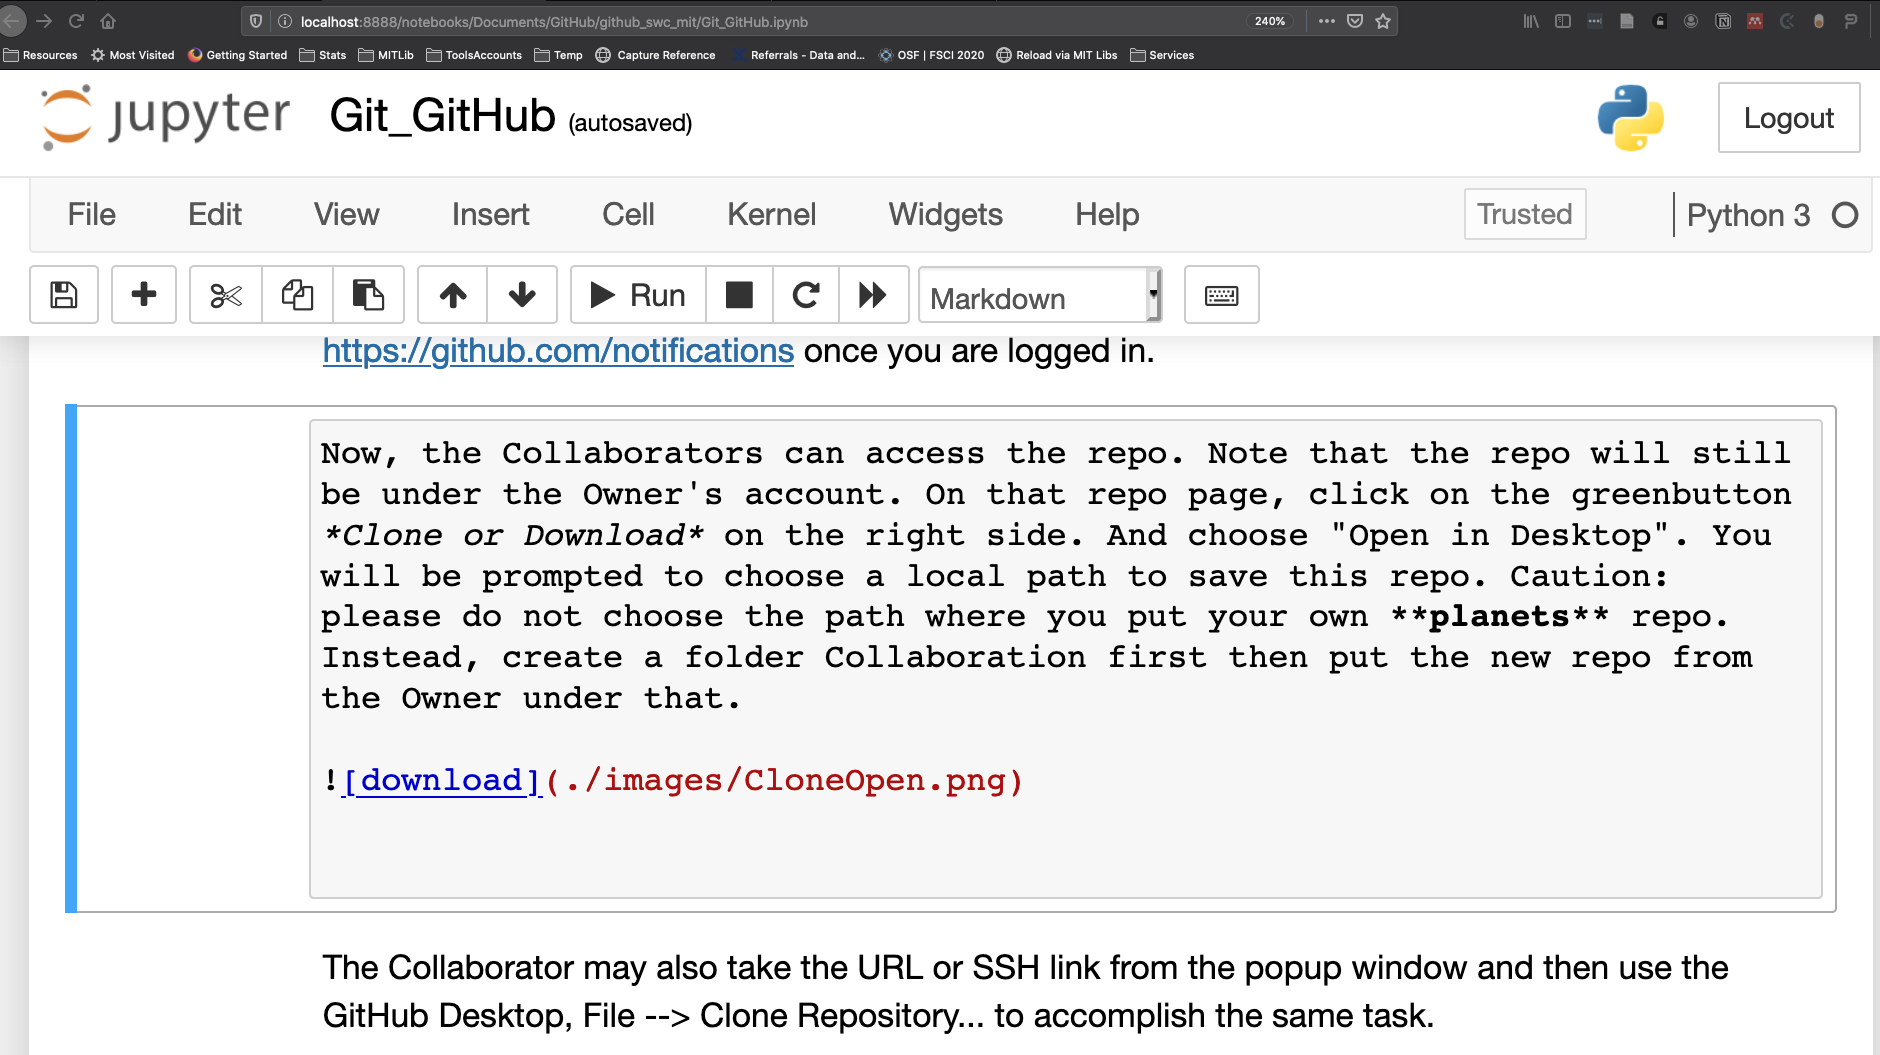 localhost:8888/notebooks/Documents/GitHub/github_swc_mit/Git_GitHub.ipynb 240%
Resources Most Visited Getting Started Stats MITLib ToolsAccounts Temp Capture Reference Referrals - Data and... OSF | FSCI 2020 Reload via MIT Libs Services
jupyter Git_GitHub (autosaved) Logout
File Edit View Insert Cell Kernel Widgets Help Trusted Python 3
Run Markdown
https://github.com/notifications once you are logged in.
Now, the Collaborators can access the repo. Note that the repo will still
be under the Owner's account. On that repo page, click on the greenbutton
*Clone or Download* on the right side. And choose "Open in Desktop". You
will be prompted to choose a local path to save this repo. Caution:
please do not choose the path where you put your own **planets** repo.
Instead, create a folder Collaboration first then put the new repo from
the Owner under that.
![download](./images/CloneOpen.png)
The Collaborator may also take the URL or SSH link from the popup window and then use the
GitHub Desktop, File --> Clone Repository... to accomplish the same task.